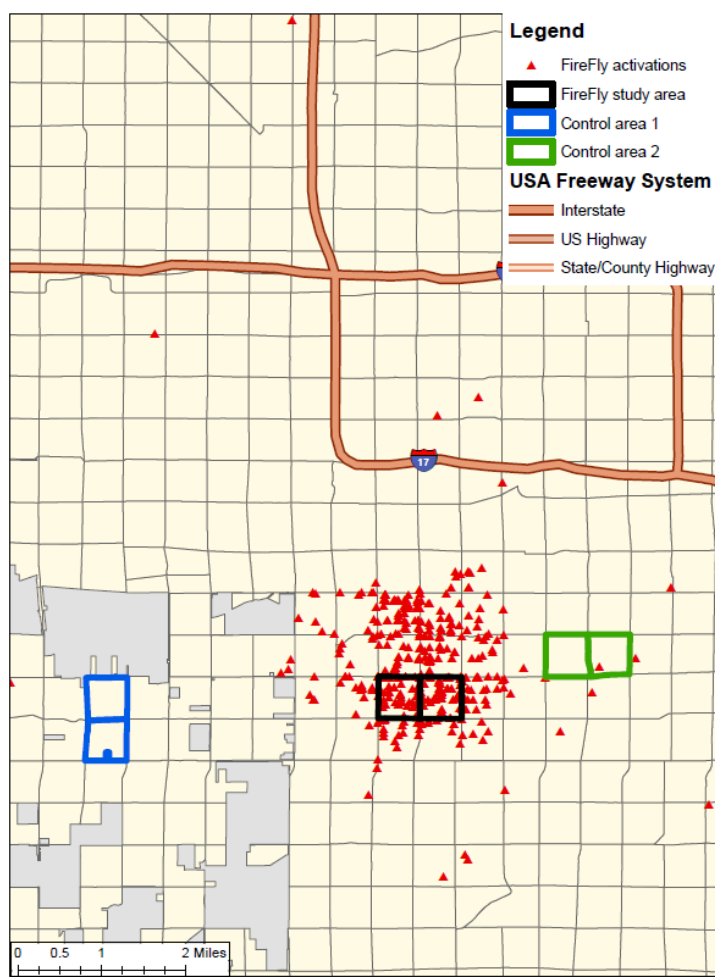 Legend
FireFly activations
FireFly study area
Control area 1
Control area 2
USA Freeway System
Interstate
US Highway
State/County Highway
17
0 0.5 1 2 Miles